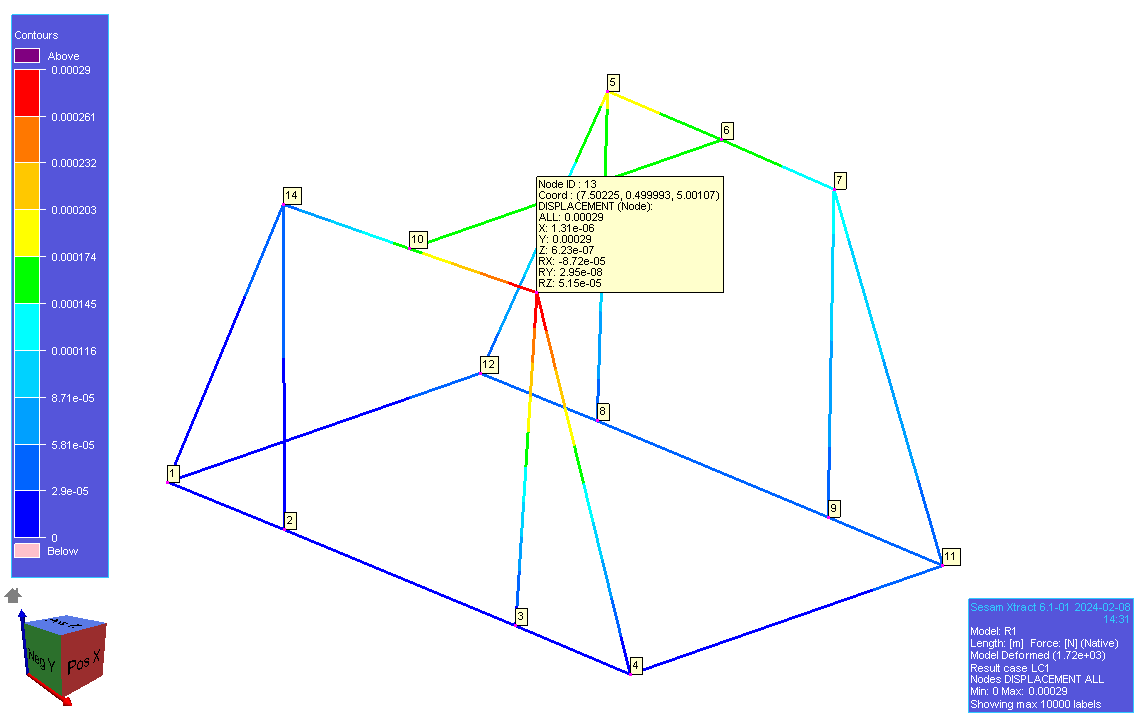 Contours
Above
0.00029
0.000261
0.000232
0.000203
0.000174
0.000145
0.000116
8.71e-05
5.81e-05
2.9e-05
0
Below
5
6
7
14
10
Node ID : 13
Coord : (7.50225, 0.499993, 5.00107)
DISPLACEMENT (Node):
ALL: 0.00029
X: 1.31e-06
Y: 0.00029
Z: 6.23e-07
RX: -8.72e-05
RY: 2.95e-08
RZ: 5.15e-05
12
8
1
2
9
11
3
4
Neg Y
Pos X
Sesam Xtract 6.1-01 2024-02-08
14:31
Model: R1
Length: [m] Force: [N] (Native)
Model Deformed (1.72e+03)
Result case LC1
Nodes DISPLACEMENT ALL
Min: 0 Max: 0.00029
Showing max 10000 labels